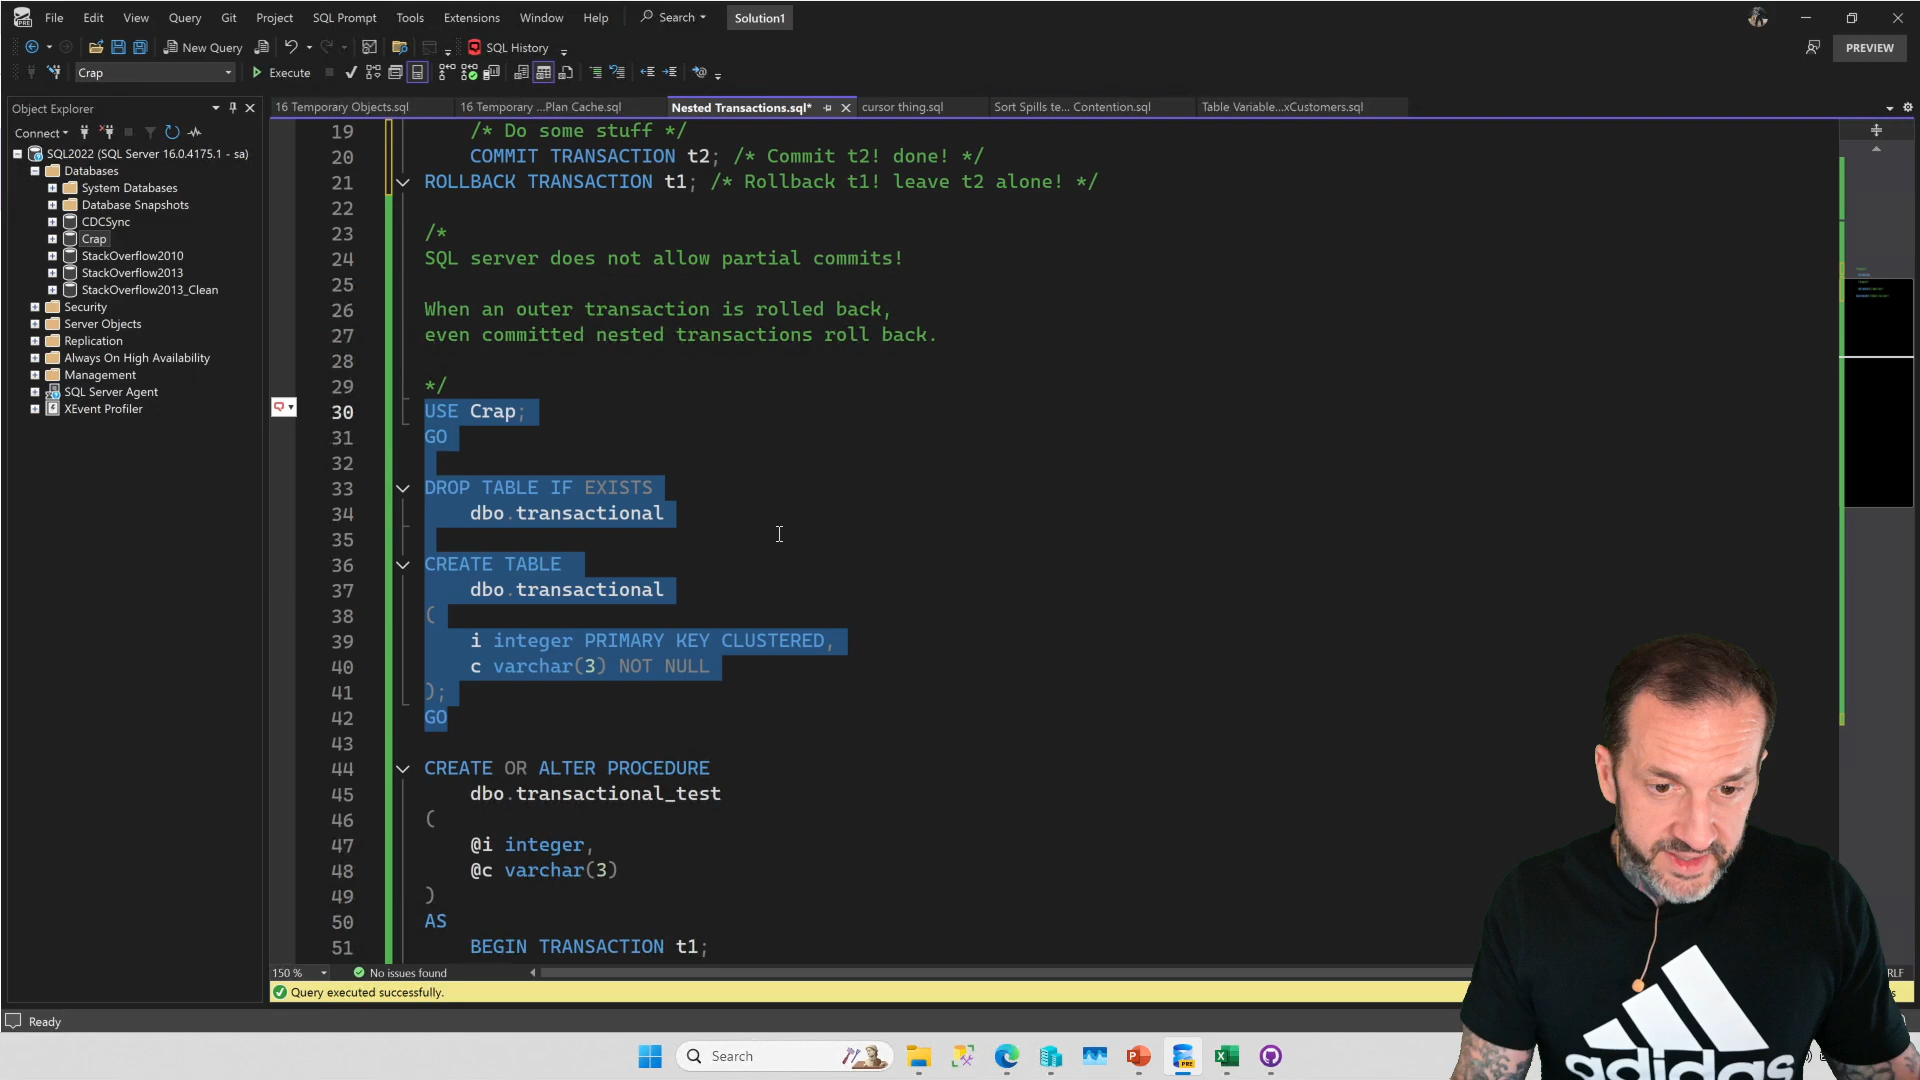 File Edit View Query Git Project SQL Prompt Tools Extensions Window Help Search Solution1
New Query SQL History PREVIEW
Crap Execute
Object Explorer
16 Temporary Objects.sql 16 Temporary ...Plan Cache.sql Nested Transactions.sql* cursor thing.sql Sort Spills te... Contention.sql Table Variable...xCustomers.sql
Connect
SQL2022 (SQL Server 16.0.4175.1 - sa)
Databases
System Databases
Database Snapshots
CDCSync
Crap
StackOverflow2010
StackOverflow2013
StackOverflow2013_Clean
Security
Server Objects
Replication
Always On High Availability
Management
SQL Server Agent
XEvent Profiler
19 /* Do some stuff */
20 COMMIT TRANSACTION t2; /* Commit t2! done! */
21 ROLLBACK TRANSACTION t1; /* Rollback t1! leave t2 alone! */
22
23 /*
24 SQL server does not allow partial commits!
25
26 When an outer transaction is rolled back,
27 even committed nested transactions roll back.
28
29 */
30 USE Crap;
31 GO
32
33 DROP TABLE IF EXISTS
34 dbo.transactional
35
36 CREATE TABLE
37 dbo.transactional
38 (
39 i integer PRIMARY KEY CLUSTERED,
40 c varchar(3) NOT NULL
41 );
42 GO
43
44 CREATE OR ALTER PROCEDURE
45 dbo.transactional_test
46 (
47 @i integer,
48 @c varchar(3)
49 )
50 AS
51 BEGIN TRANSACTION t1;
150 % No issues found
Query executed successfully.
Ready
Search
adidas